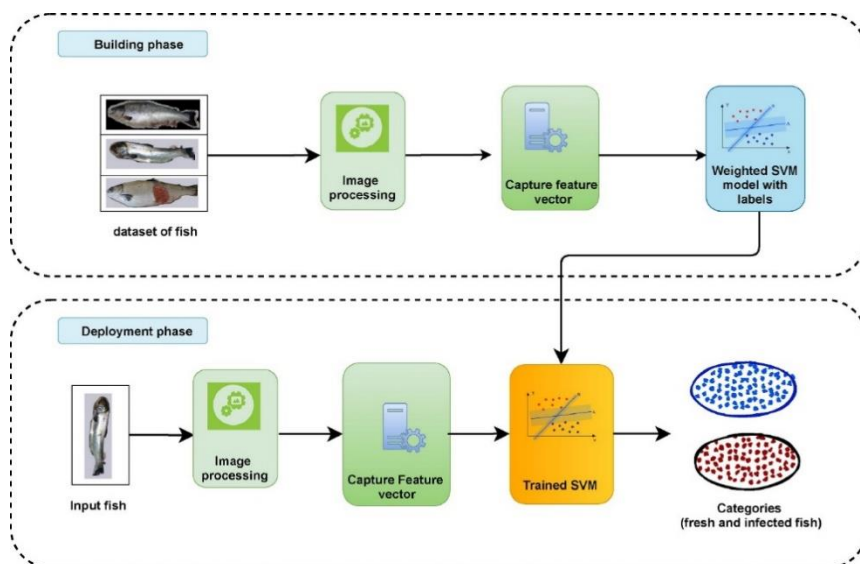 Building phase
dataset of fish
Image
processing
Capture feature
vector
Weighted SVM
model with
labels
Deployment phase
Input fish
Image
processing
Capture Feature
vector
Trained SVM
Categories
(fresh and infected fish)